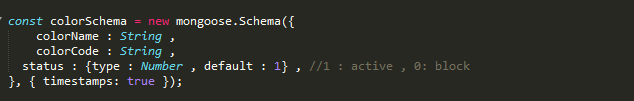 const colorSchema = new mongoose.Schema({
colorName : String ,
colorCode : String ,
status : {type : Number , default : 1} , //1 : active , 0: block
}, { timestamps: true });